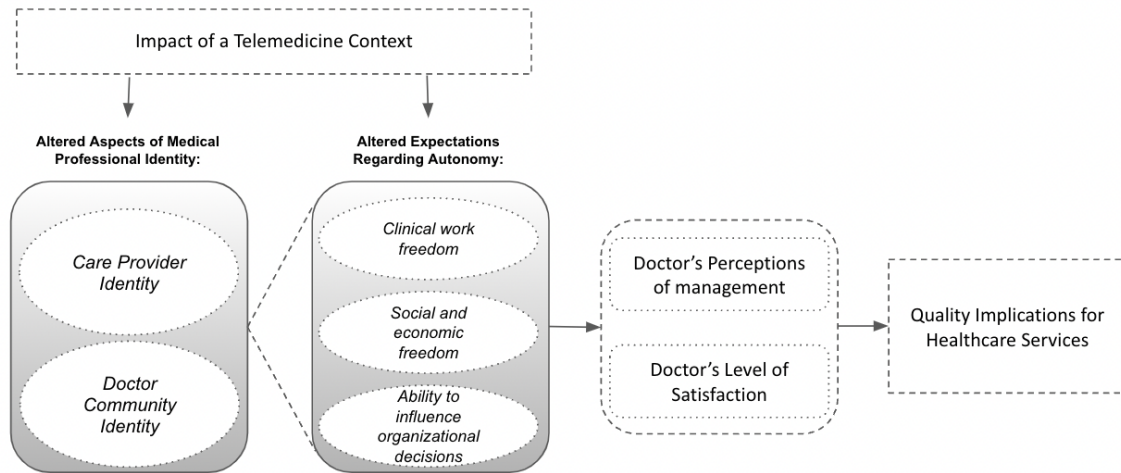 Impact of a Telemedicine Context
Altered Aspects of Medical
Professional Identity:
Care Provider
Identity
Doctor
Community
Identity
Altered Expectations
Regarding Autonomy:
Clinical work
freedom
Social and
economic
freedom
Ability to
influence
organizational
decisions
Doctor’s Perceptions
of management
Doctor’s Level of
Satisfaction
Quality Implications for
Healthcare Services